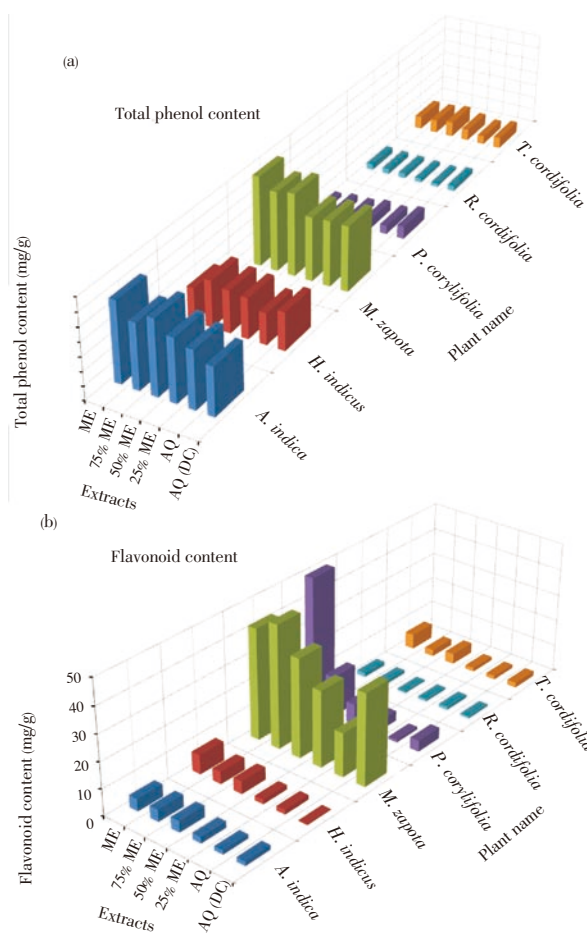 (a)
Total phenol content
Total phenol content (mg/g)
ME
75% ME
50% ME
25% ME
AQ
AQ (DC)
Extracts
A. indica
H. indicus
M. zapota
P. corylifolia
R. cordifolia
T. cordifolia
Plant name
(b)
Flavonoid content
Flavonoid content (mg/g)
50
40
30
20
10
0
ME
75% ME
50% ME
25% ME
AQ
AQ (DC)
Extracts
A. indica
H. indicus
M. zapota
P. corylifolia
R. cordifolia
T. cordifolia
Plant name